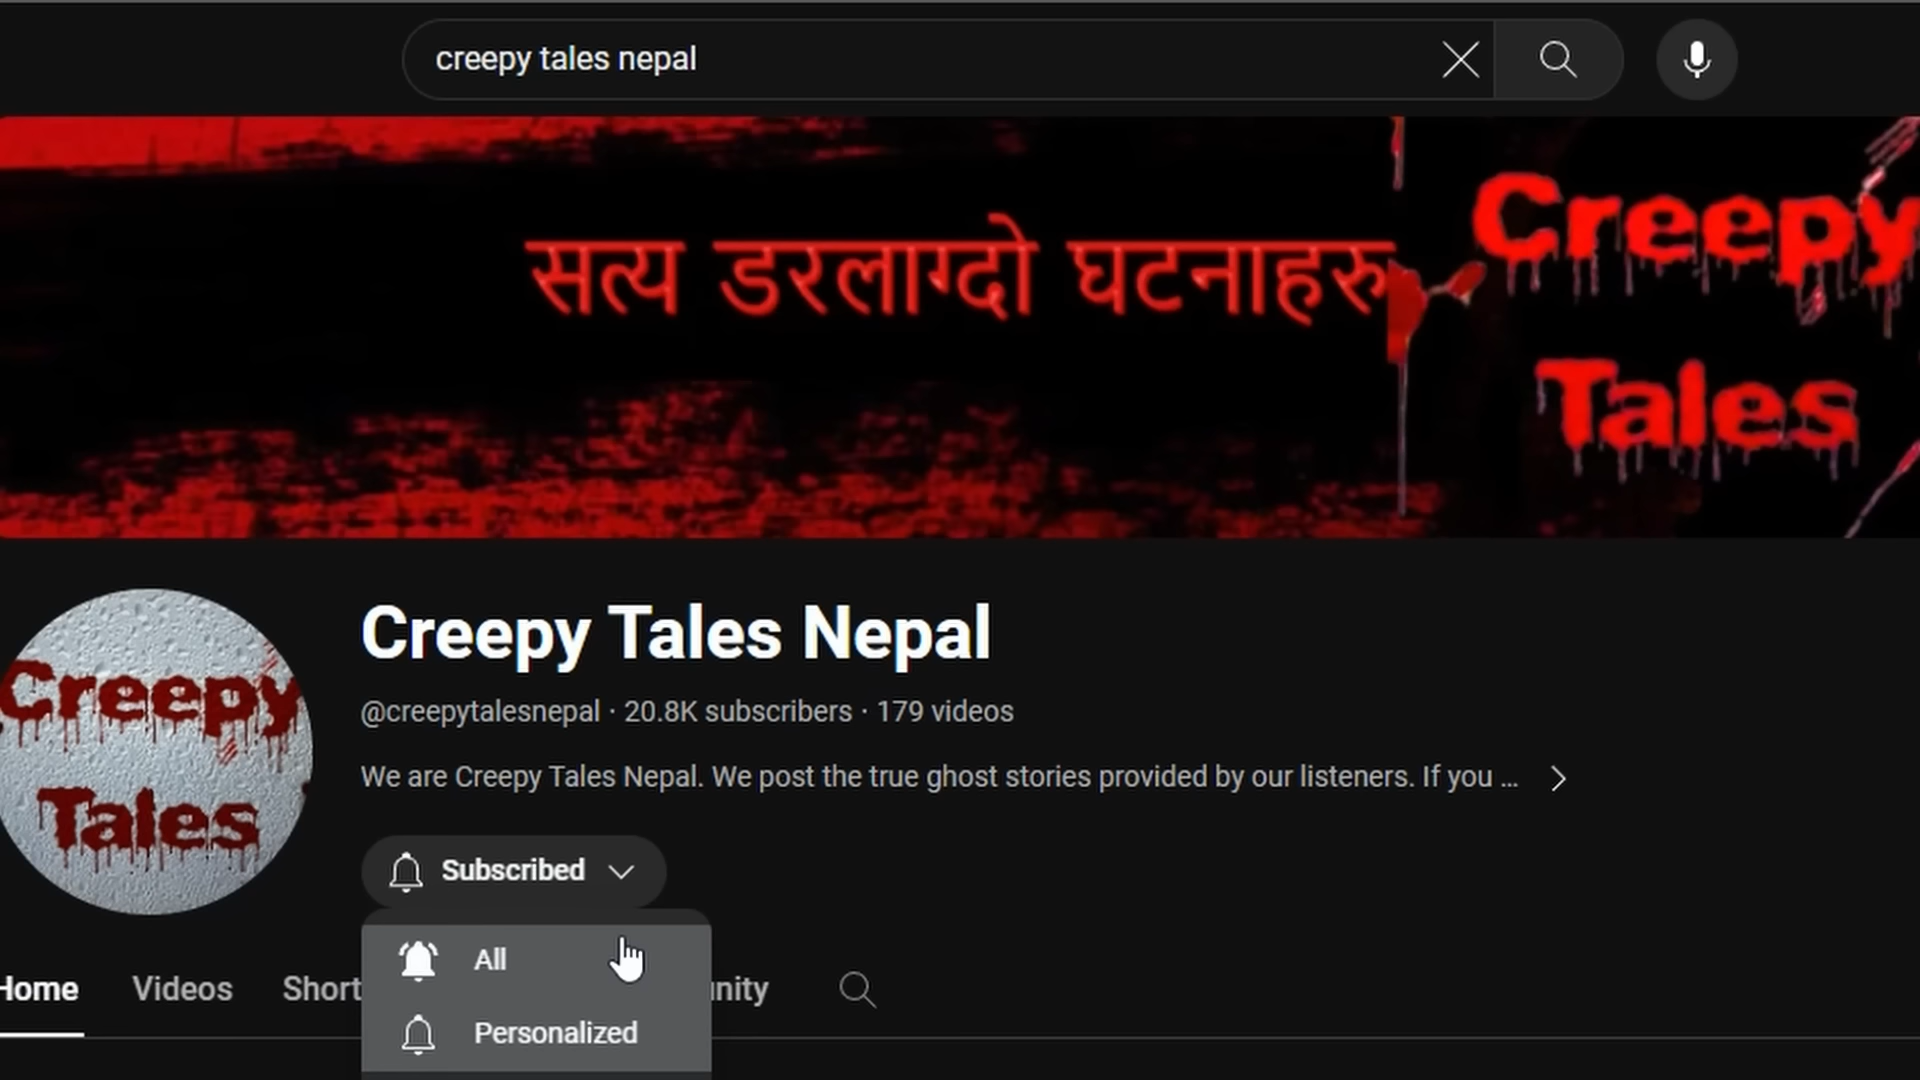 creepy tales nepal
सत्य डरलाग्दो घटनाहरु
Creepy
Tales
Creepy
Tales
Creepy Tales Nepal
@creepytalesnepal · 20.8K subscribers · 179 videos
We are Creepy Tales Nepal. We post the true ghost stories provided by our listeners. If you ...
Subscribed
All
Home Videos Short nity
Personalized